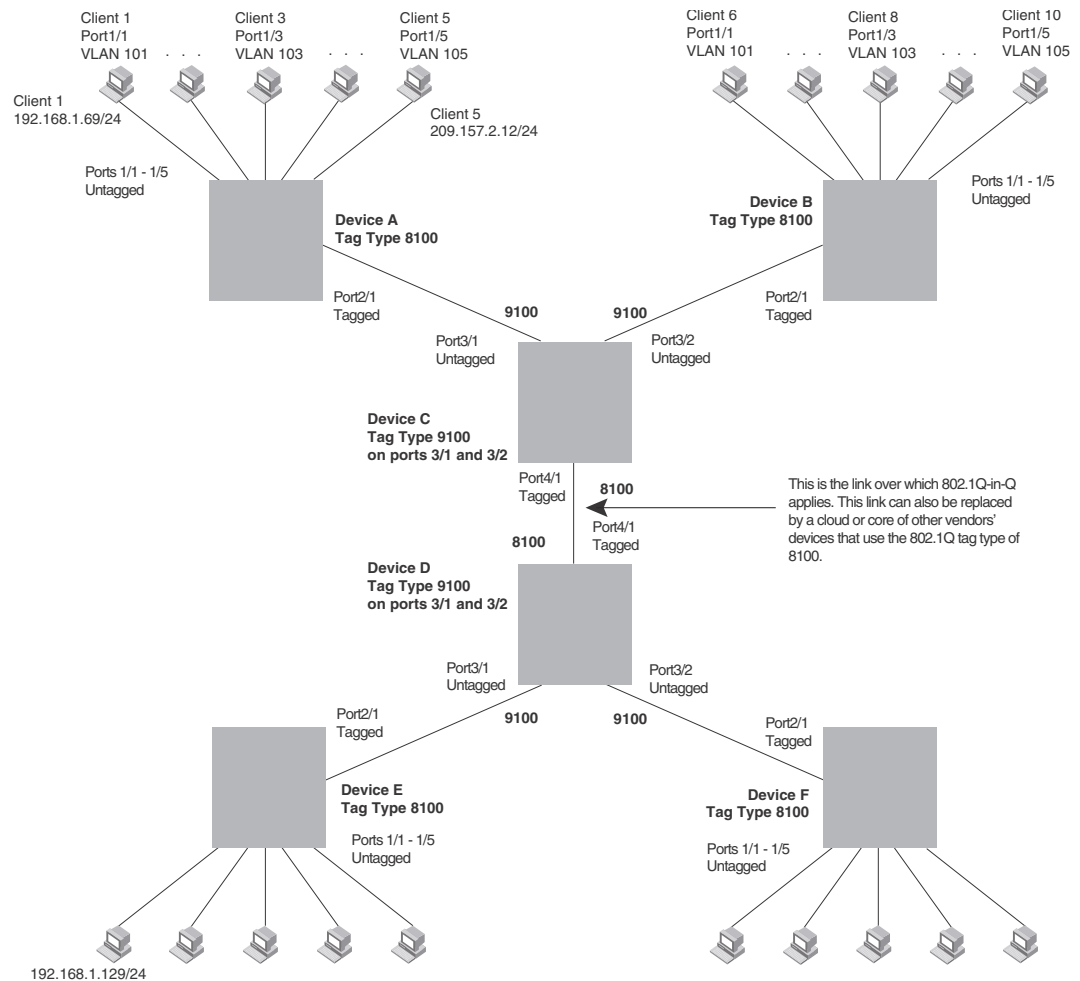 Client 1
Port1/1
VLAN 101
. . .
Client 3
Port1/3
VLAN 103
. . .
Client 5
Port1/5
VLAN 105
Client 6
Port1/1
VLAN 101
. . .
Client 8
Port1/3
VLAN 103
. . .
Client 10
Port1/5
VLAN 105
Client 1
192.168.1.69/24
Client 5
209.157.2.12/24
Ports 1/1 - 1/5
Untagged
Ports 1/1 - 1/5
Untagged
Device A
Tag Type 8100
Device B
Tag Type 8100
Port2/1
Tagged
9100
9100
Port2/1
Tagged
Port3/1
Untagged
Port3/2
Untagged
Device C
Tag Type 9100
on ports 3/1 and 3/2
Port4/1
Tagged
8100
This is the link over which 802.1Q-in-Q
applies. This link can also be replaced
by a cloud or core of other vendors'
devices that use the 802.1Q tag type of
8100.
Port4/1
Tagged
8100
Device D
Tag Type 9100
on ports 3/1 and 3/2
Port3/1
Untagged
Port3/2
Untagged
9100
9100
Port2/1
Tagged
Port2/1
Tagged
Device E
Tag Type 8100
Device F
Tag Type 8100
Ports 1/1 - 1/5
Untagged
Ports 1/1 - 1/5
Untagged
192.168.1.129/24